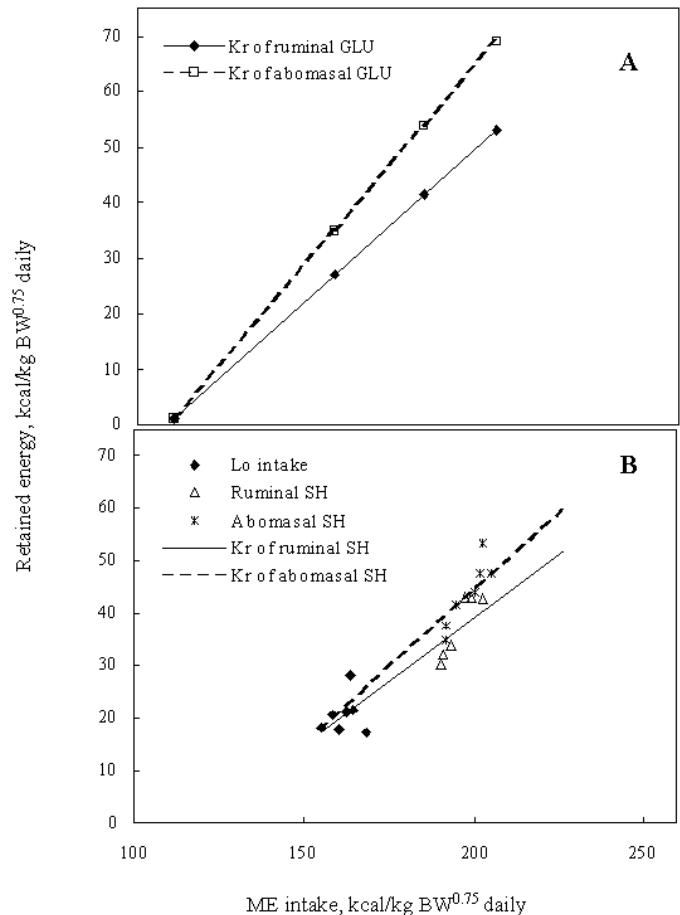 70
60
50
40
30
20
10
0
Kr of ruminal GLU
Kr of abomasal GLU
A
Retained energy, kcal/kg BW0.75 daily
70
60
50
40
30
20
10
0
Lo intake
Ruminal SH
Abomasal SH
Kr of ruminal SH
Kr of abomasal SH
B
100 150 200 250
ME intake, kcal/kg BW0.75 daily